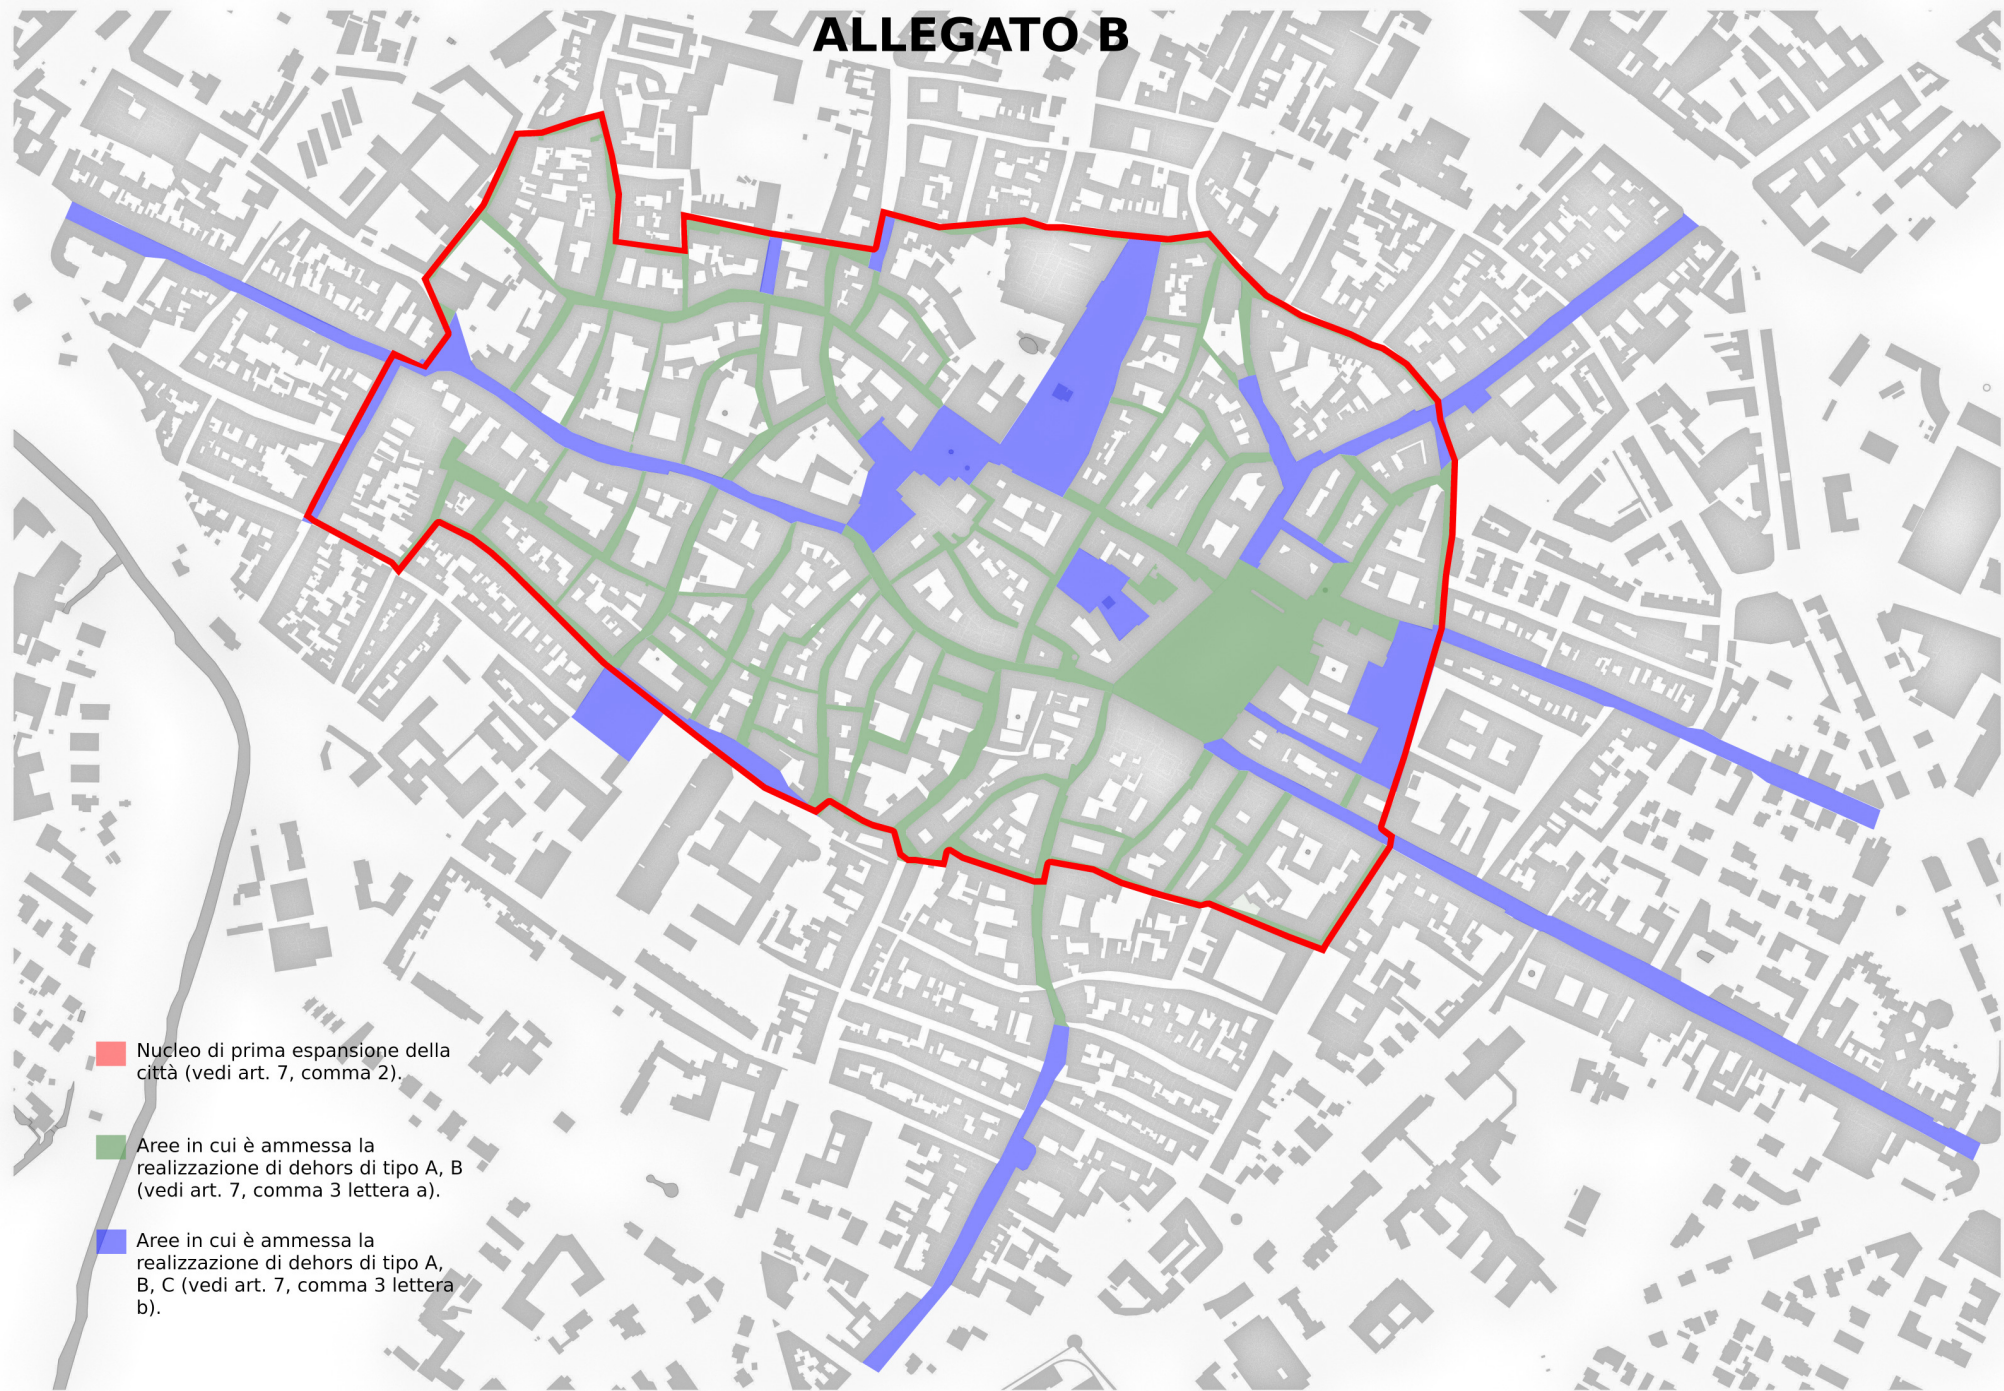 ALLEGATO B
Nucleo di prima espansione della
città (vedi art. 7, comma 2).
Aree in cui è ammessa la
realizzazione di dehors di tipo A, B
(vedi art. 7, comma 3 lettera a).
Aree in cui è ammessa la
realizzazione di dehors di tipo A,
B, C (vedi art. 7, comma 3 lettera
b).